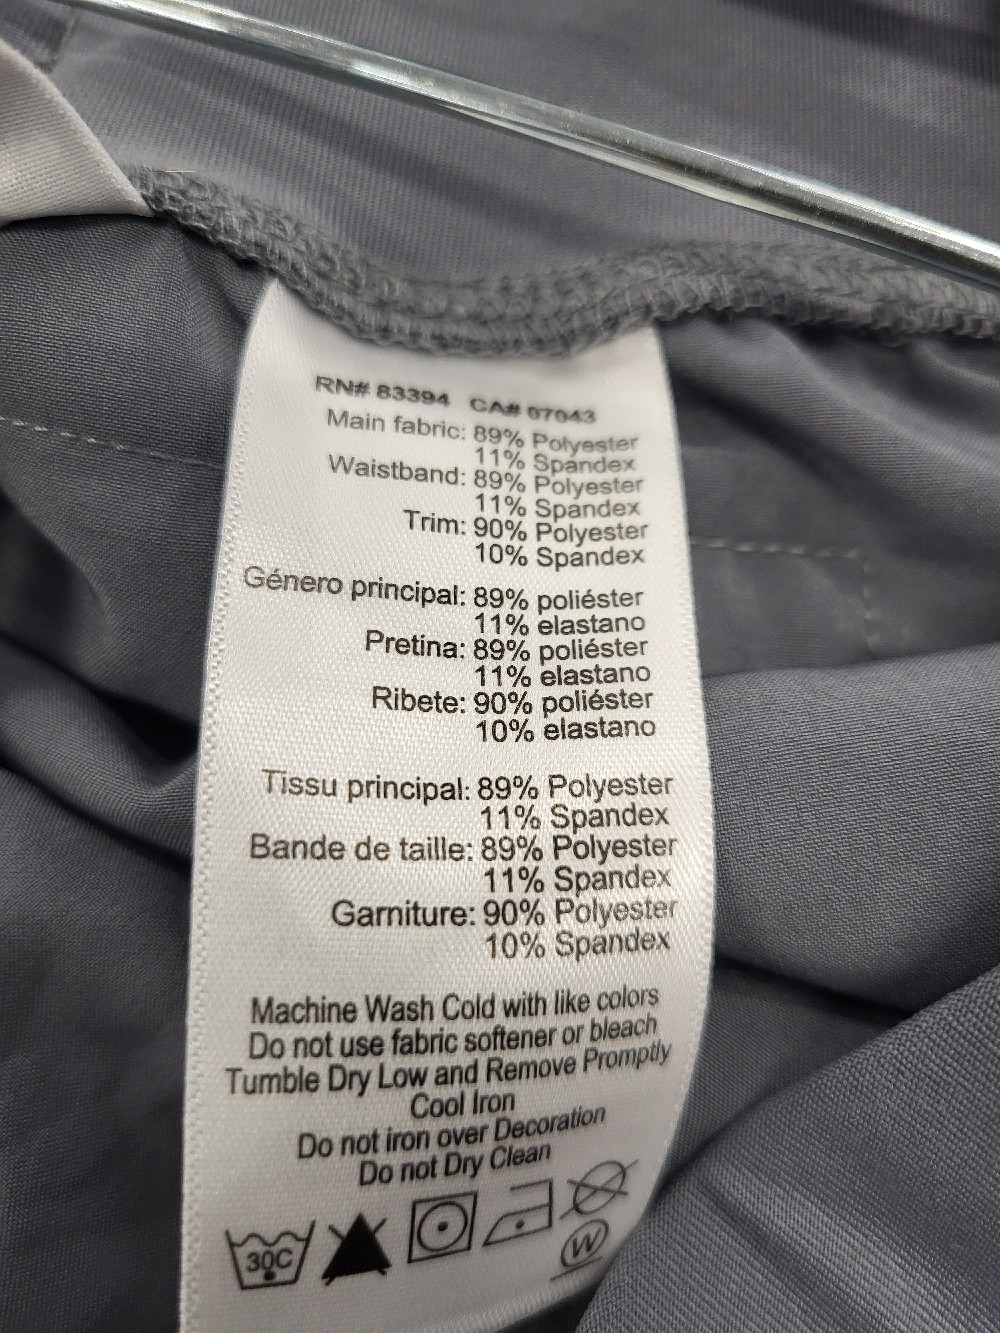 RN# 83394 CA# 07043
Main fabric: 89% Polyester
11% Spandex
Waistband: 89% Polyester
11% Spandex
Trim: 90% Polyester
10% Spandex
Género principal: 89% poliéster
11% elastano
Pretina: 89% poliéster
11% elastano
Ribete: 90% poliéster
10% elastano
Tissu principal: 89% Polyester
11% Spandex
Bande de taille: 89% Polyester
11% Spandex
Garniture: 90% Polyester
10% Spandex
Machine Wash Cold with like colors
Do not use fabric softener or bleach
Tumble Dry Low and Remove Promptly
Cool Iron
Do not iron over Decoration
Do not Dry Clean
30C
W